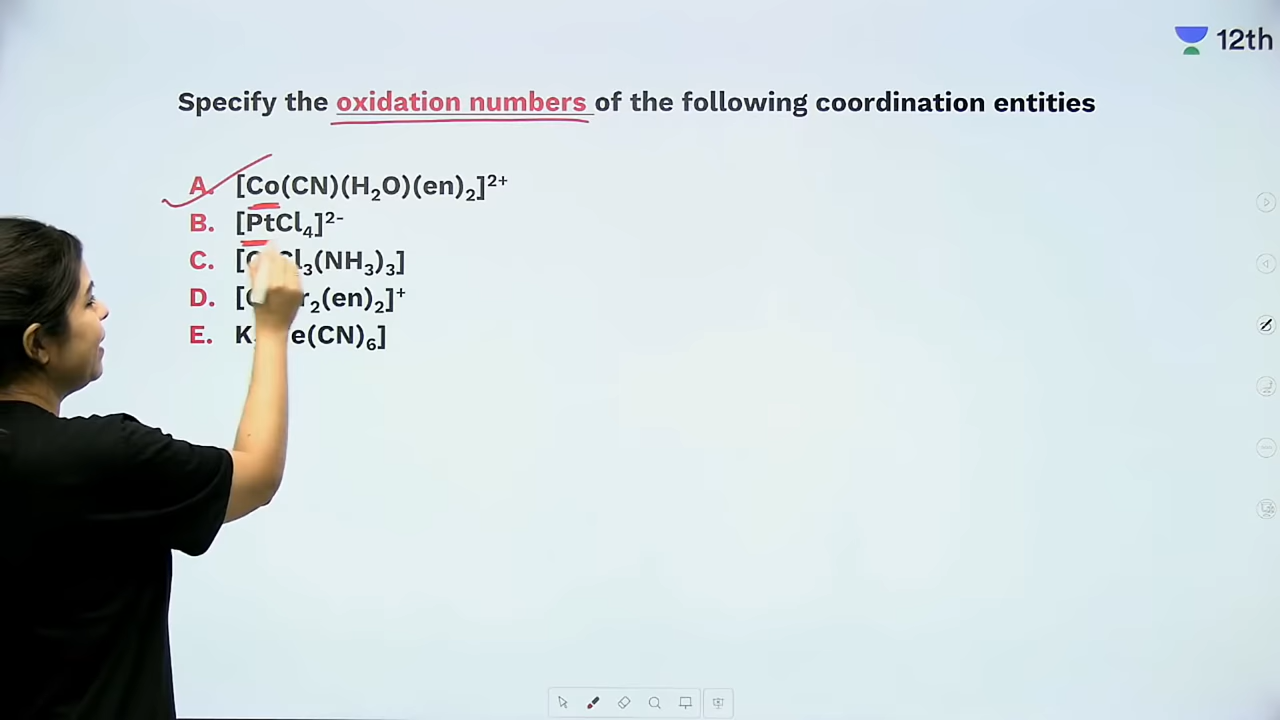 12th
Specify the oxidation numbers of the following coordination entities
A. [Co(CN)(H₂O)(en)₂]²⁺
B. [PtCl₄]²⁻
C. [C Cl₃(NH₃)₃]
D. [C r₂(en)₂]⁺
E. K e(CN)₆]